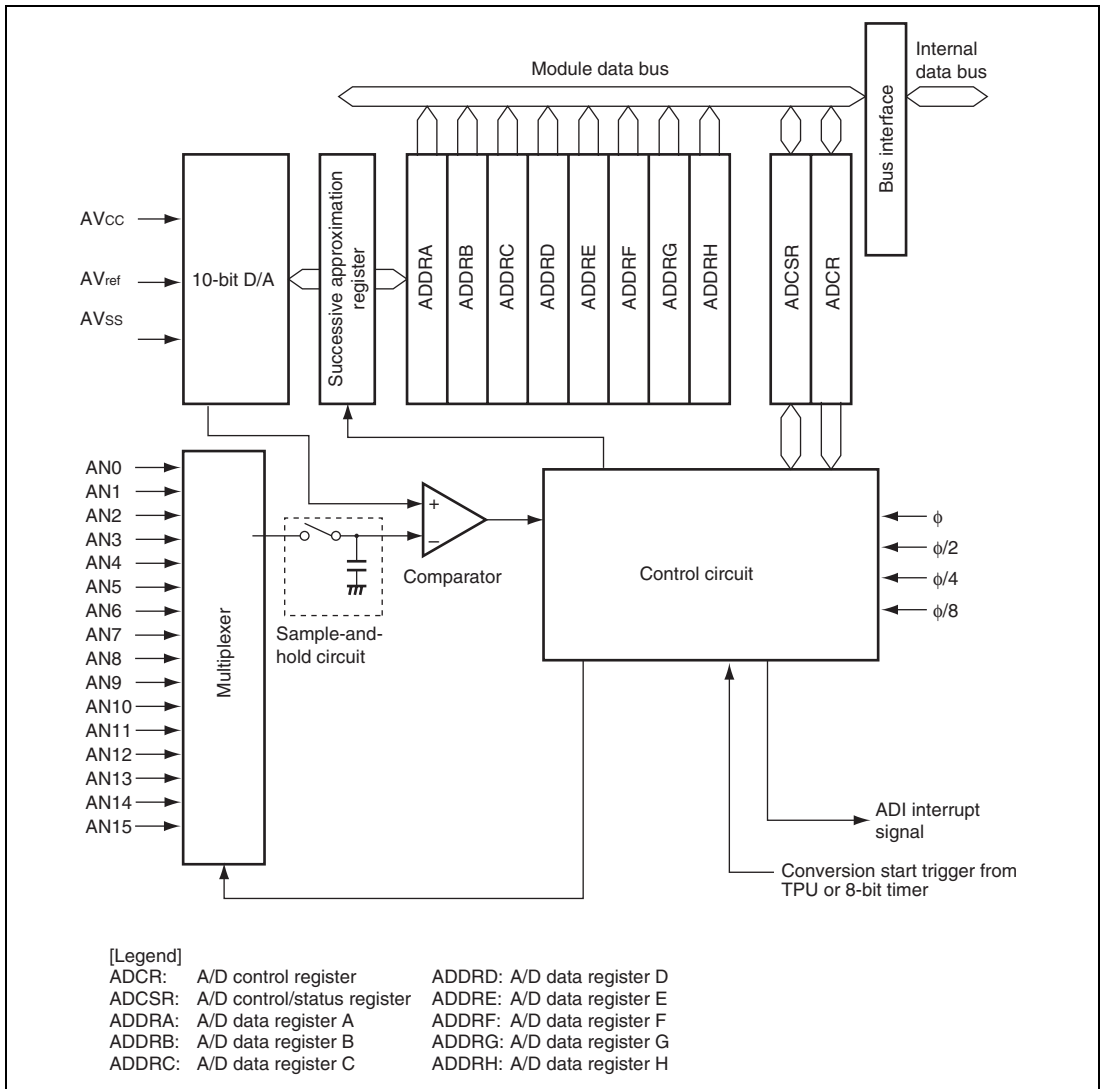 Internal
data bus
Module data bus
Bus interface
AVCC
AVref
AVSS
10-bit D/A
Successive approximation
register
ADDRA
ADDRB
ADDRC
ADDRD
ADDRE
ADDRF
ADDRG
ADDRH
ADCSR
ADCR
AN0
AN1
AN2
AN3
AN4
AN5
AN6
AN7
AN8
AN9
AN10
AN11
AN12
AN13
AN14
AN15
Multiplexer
+
−
Comparator
Sample-and-
hold circuit
Control circuit
ϕ
ϕ/2
ϕ/4
ϕ/8
ADI interrupt
signal
Conversion start trigger from
TPU or 8-bit timer
[Legend]
ADCR: A/D control register
ADCSR: A/D control/status register
ADDRA: A/D data register A
ADDRB: A/D data register B
ADDRC: A/D data register C
ADDRD: A/D data register D
ADDRE: A/D data register E
ADDRF: A/D data register F
ADDRG: A/D data register G
ADDRH: A/D data register H